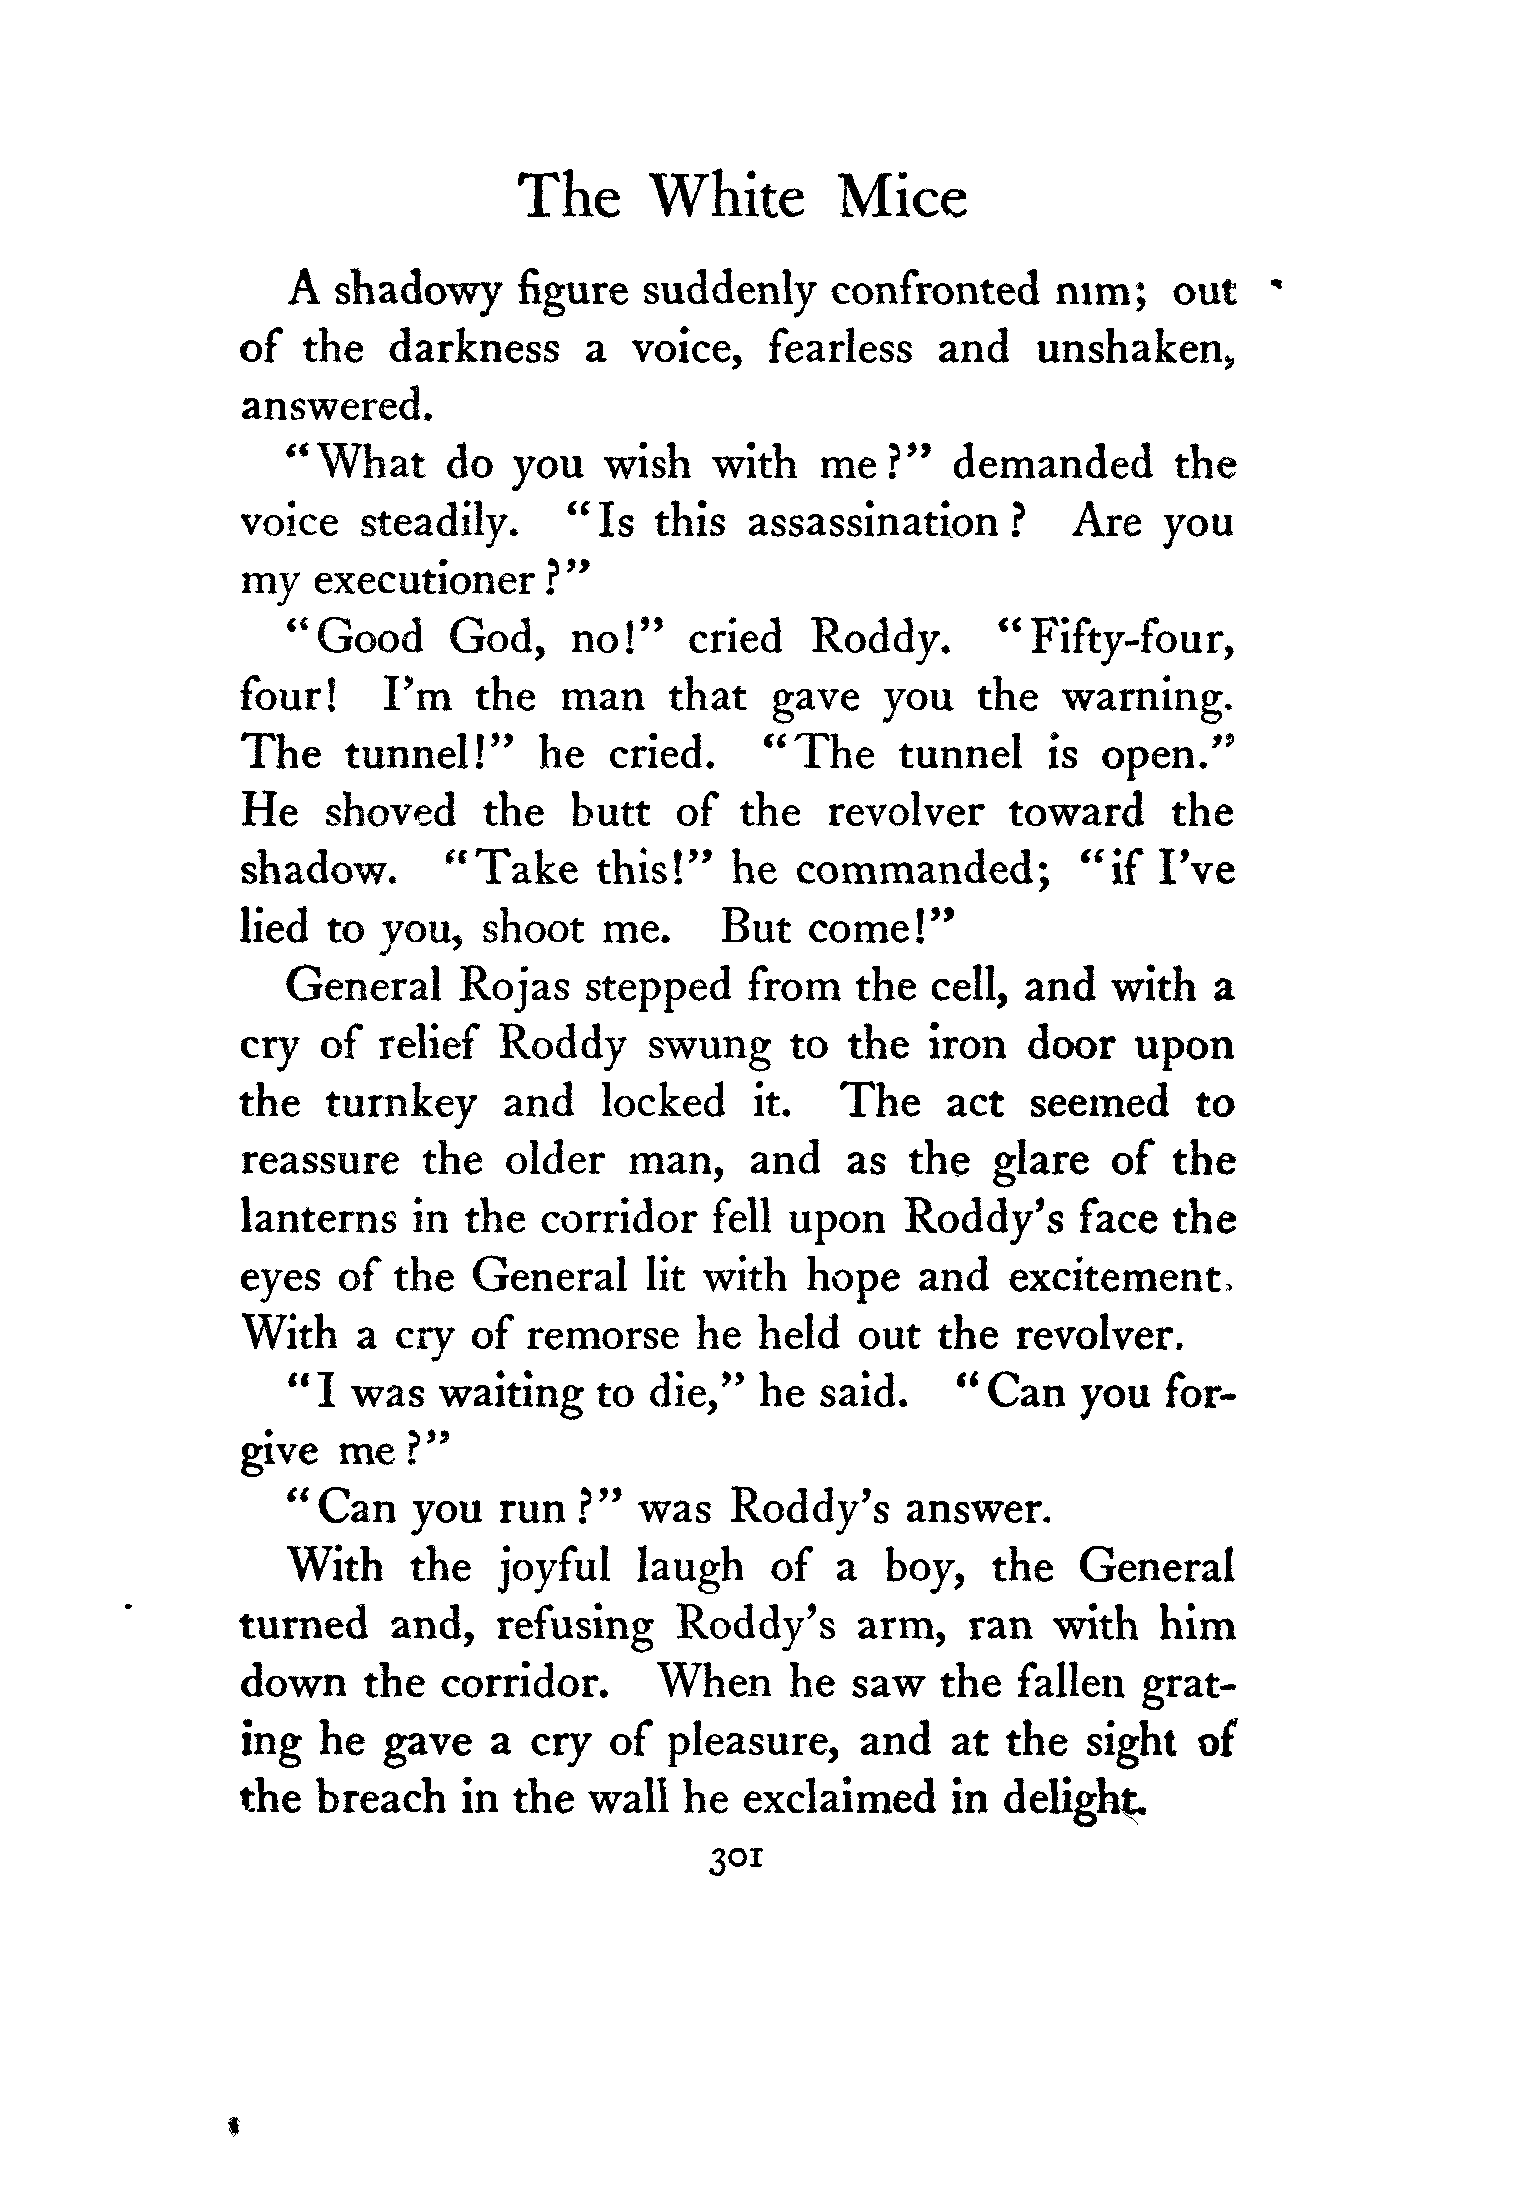 The White Mice
A shadowy figure suddenly confronted him; out
of the darkness a voice, fearless and unshaken,
answered.
"What do you wish with me?" demanded the
voice steadily. "Is this assassination? Are you
my executioner?"
"Good God, no!" cried Roddy. "Fifty-four,
four! I'm the man that gave you the warning.
The tunnel!" he cried. "The tunnel is open."
He shoved the butt of the revolver toward the
shadow. "Take this!" he commanded; "if I've
lied to you, shoot me. But come!"
General Rojas stepped from the cell, and with a
cry of relief Roddy swung to the iron door upon
the turnkey and locked it. The act seemed to
reassure the older man, and as the glare of the
lanterns in the corridor fell upon Roddy's face the
eyes of the General lit with hope and excitement.
With a cry of remorse he held out the revolver.
"I was waiting to die," he said. "Can you for-
give me?"
"Can you run?" was Roddy's answer.
With the joyful laugh of a boy, the General
turned and, refusing Roddy's arm, ran with him
down the corridor. When he saw the fallen grat-
ing he gave a cry of pleasure, and at the sight of
the breach in the wall he exclaimed in delight.
301